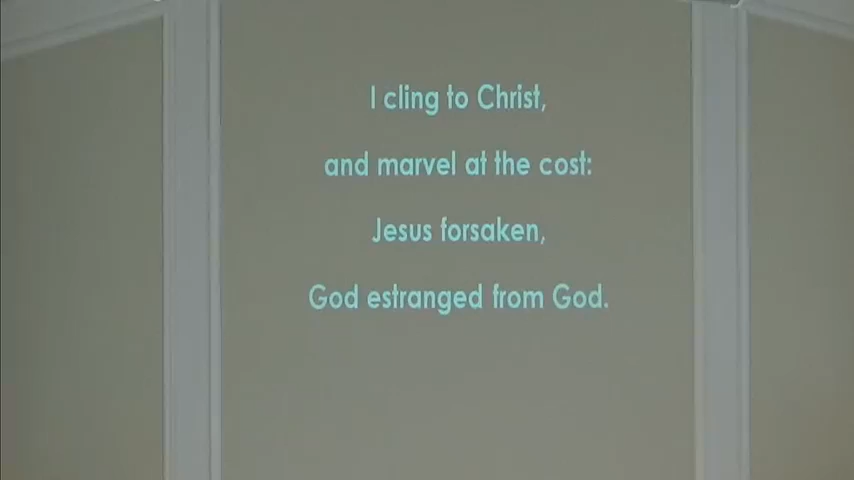 I cling to Christ,
and marvel at the cost:
Jesus forsaken,
God estranged from God.